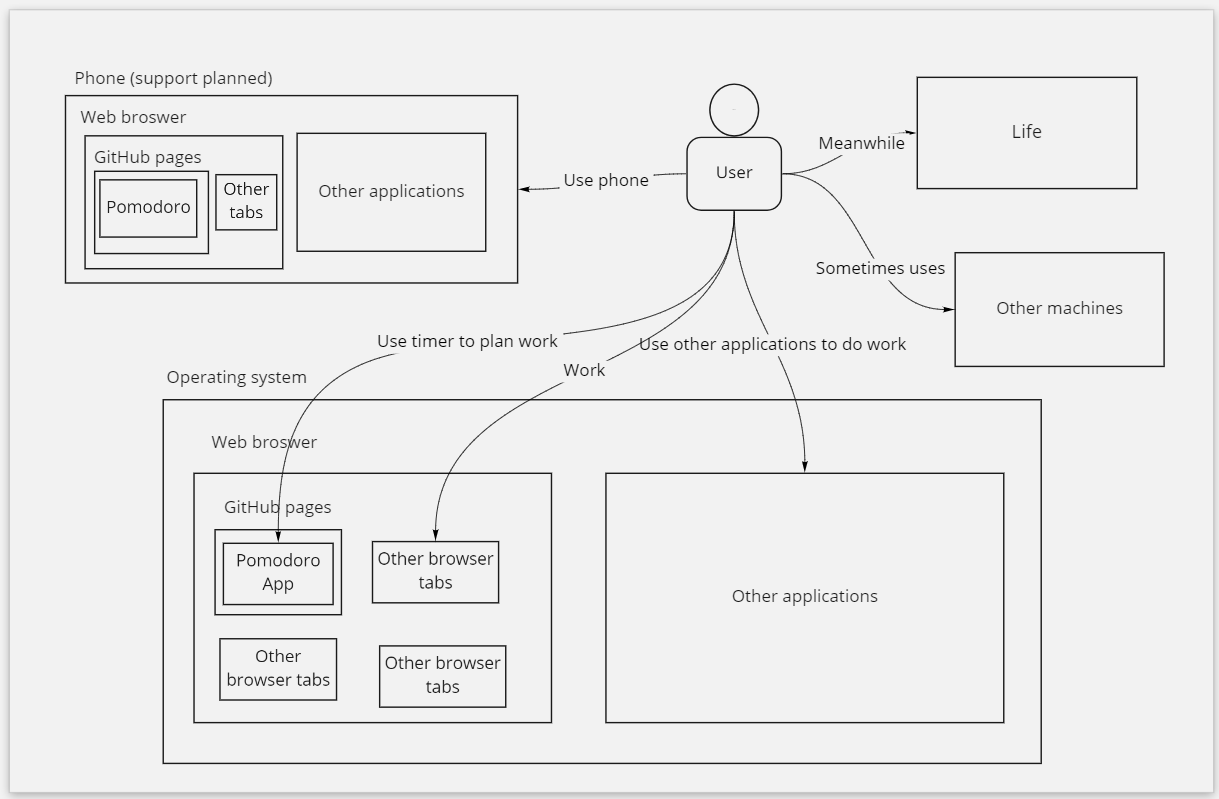 Phone (support planned)
Web broswer
GitHub pages
Pomodoro
Other
tabs
Other applications
Use phone
User
Meanwhile
Life
Sometimes uses
Other machines
Use timer to plan work
Work
Use other applications to do work
Operating system
Web broswer
GitHub pages
Pomodoro
App
Other browser
tabs
Other
browser tabs
Other browser
tabs
Other applications